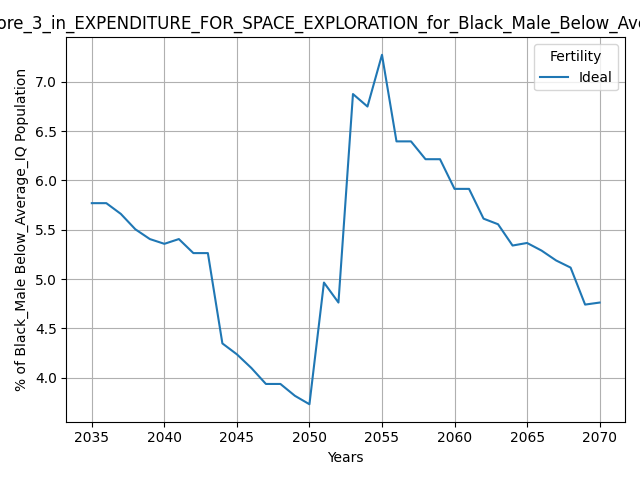 ore_3_in_EXPENDITURE_FOR_SPACE_EXPLORATION_for_Black_Male_Below_Ave
Fertility
Ideal
% of Black_Male Below_Average_IQ Population
7.0
6.5
6.0
5.5
5.0
4.5
4.0
2035 2040 2045 2050 2055 2060 2065 2070
Years